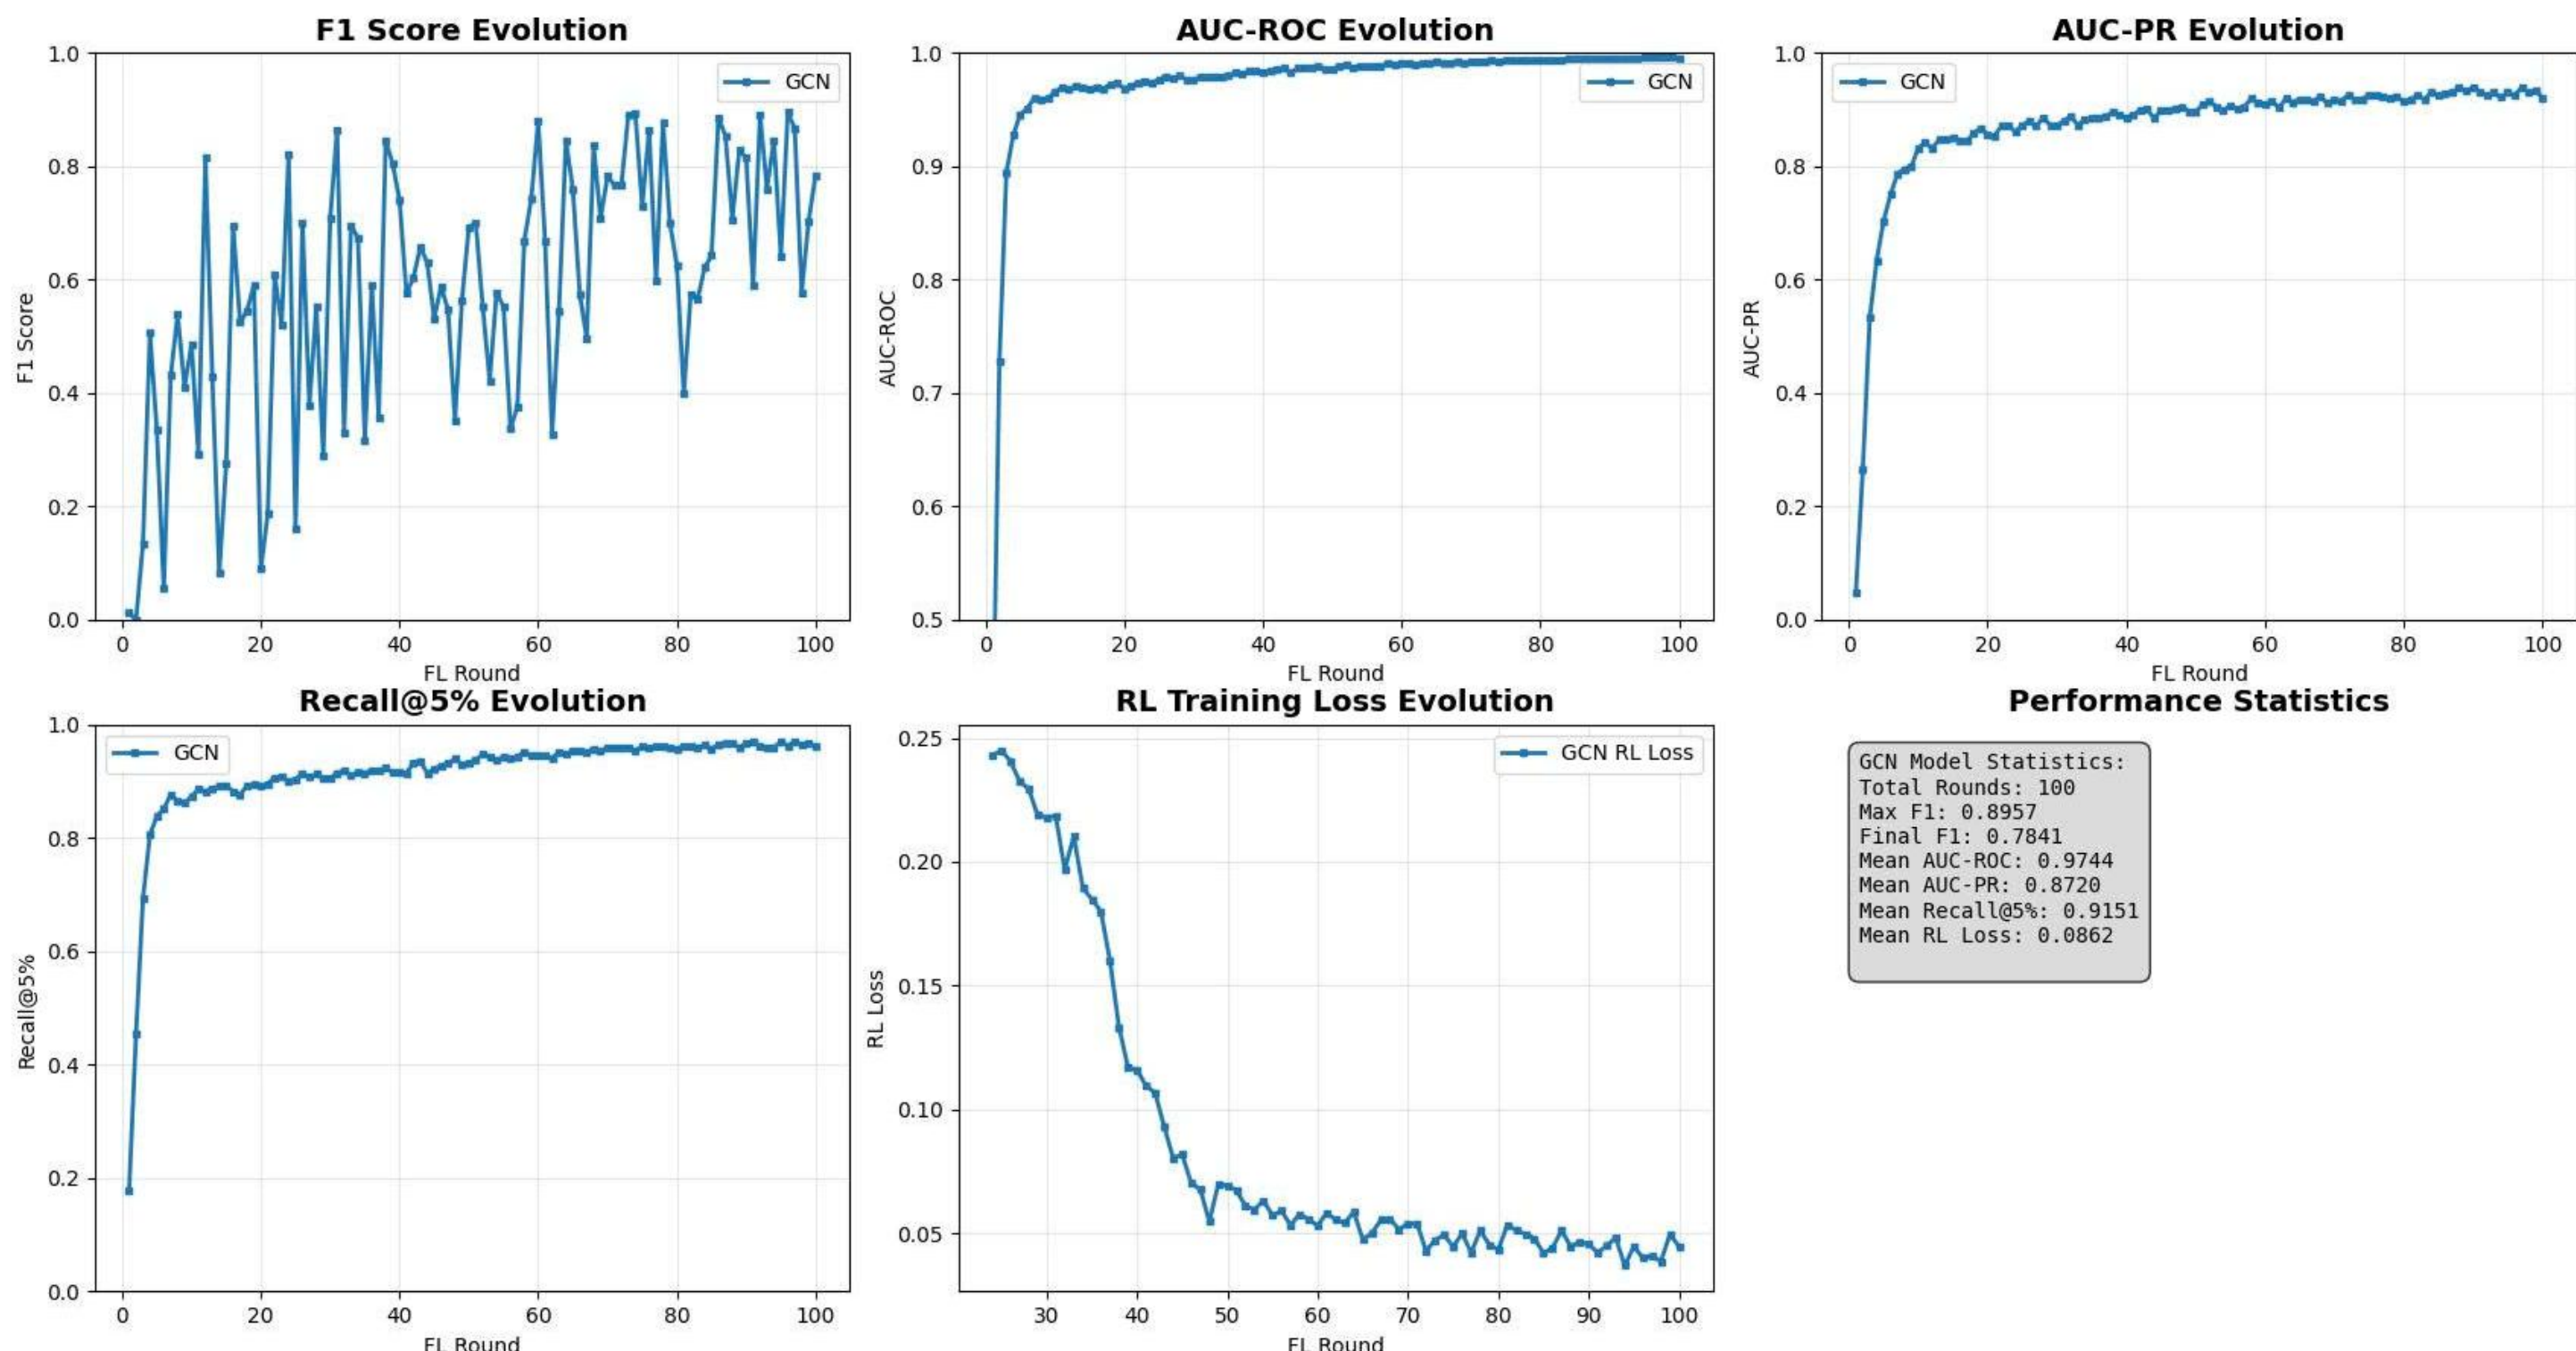 F1 Score Evolution
1.0
0.8
0.6
0.4
0.2
0.0
F1 Score
GCN
0 20 40 60 80 100
FL Round
AUC-ROC Evolution
1.0
0.9
0.8
0.7
0.6
0.5
AUC-ROC
GCN
0 20 40 60 80 100
FL Round
AUC-PR Evolution
1.0
0.8
0.6
0.4
0.2
0.0
AUC-PR
GCN
0 20 40 60 80 100
FL Round
Recall@5% Evolution
1.0
0.8
0.6
0.4
0.2
0.0
Recall@5%
GCN
0 20 40 60 80 100
FL Round
RL Training Loss Evolution
0.25
0.20
0.15
0.10
0.05
RL Loss
GCN RL Loss
30 40 50 60 70 80 90 100
FL Round
Performance Statistics
GCN Model Statistics:
Total Rounds: 100
Max F1: 0.8957
Final F1: 0.7841
Mean AUC-ROC: 0.9744
Mean AUC-PR: 0.8720
Mean Recall@5%: 0.9151
Mean RL Loss: 0.0862